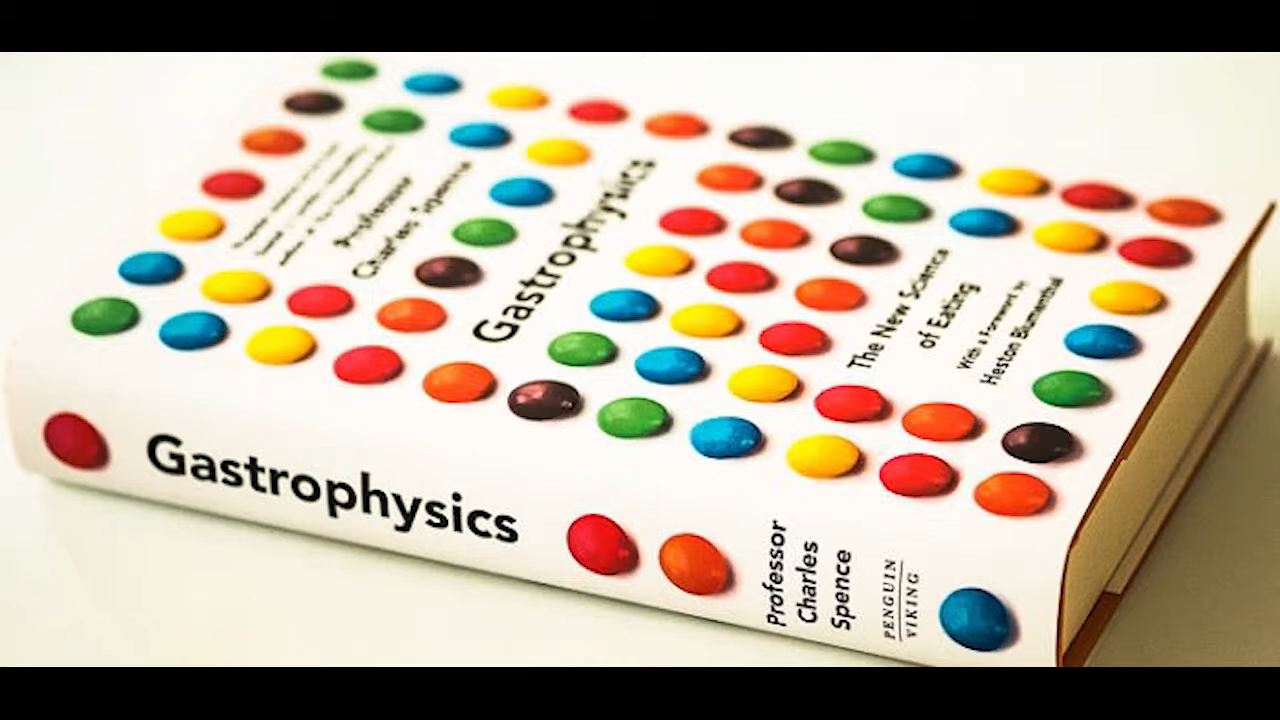 Professor
Charles Spence
Gastrophysics
The New Science
of Eating
With a Foreword by
Heston Blumenthal
Gastrophysics
Professor
Charles
Spence
PENGUIN
VIKING